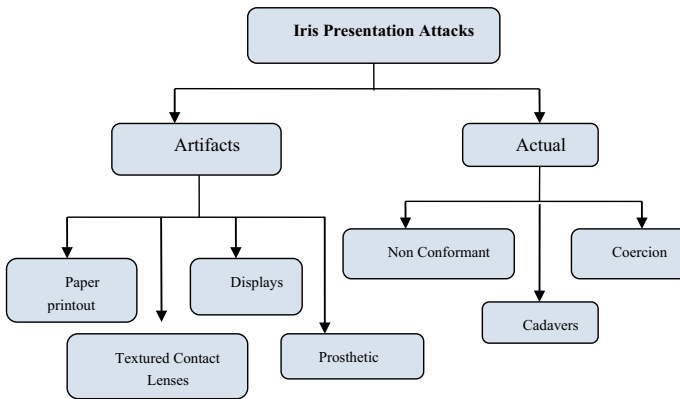 Iris Presentation Attacks
Artifacts
Actual
Paper
printout
Displays
Textured Contact
Lenses
Prosthetic
Non Conformant
Coercion
Cadavers